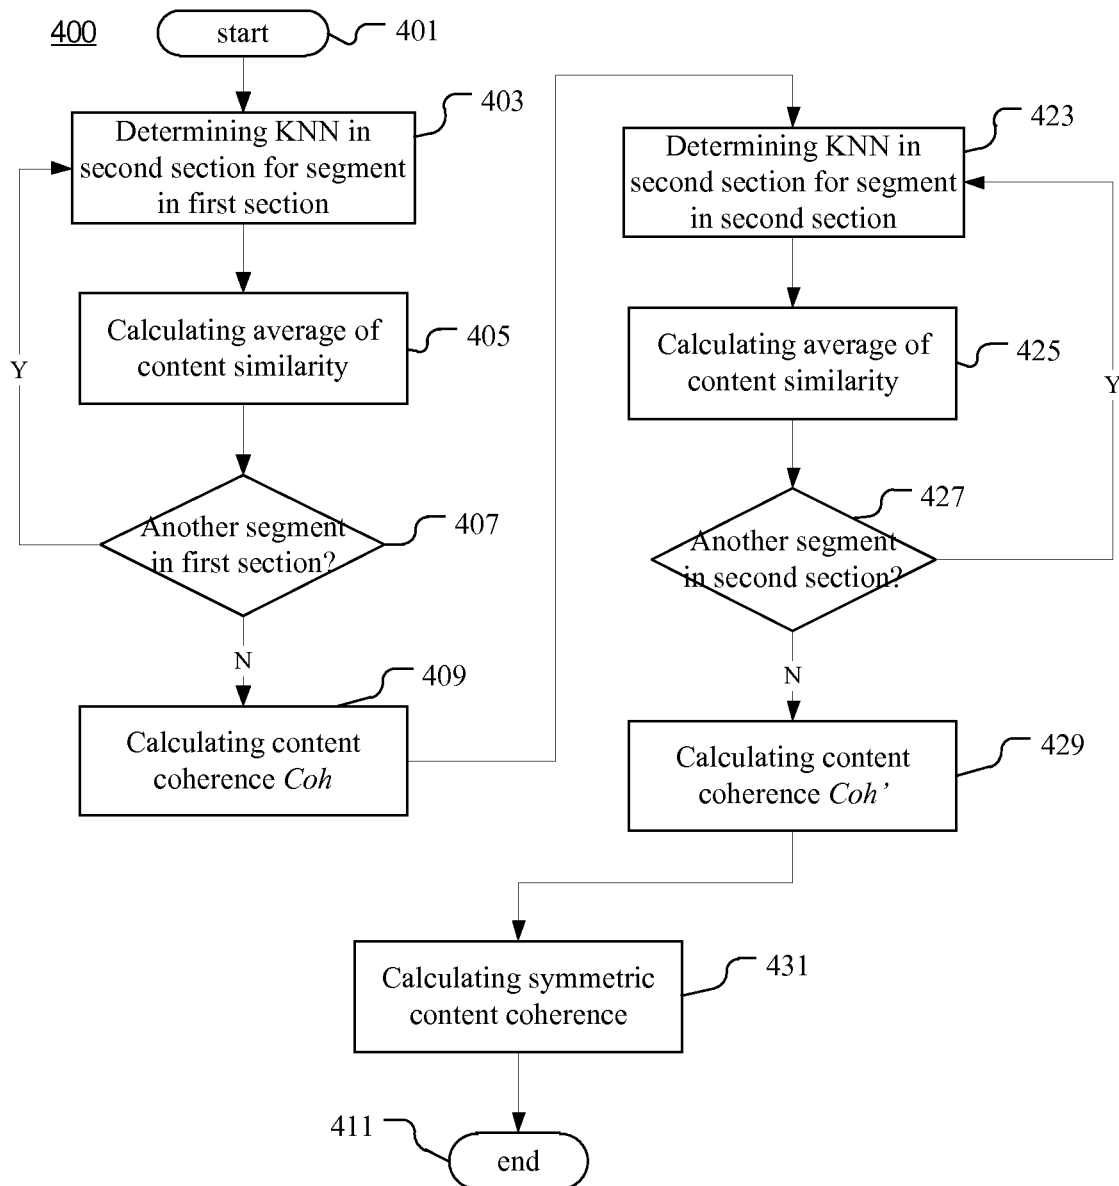 400
start
401
Determining KNN in
second section for segment
in first section
403
Calculating average of
content similarity
405
Y
Another segment
in first section?
407
N
Calculating content
coherence Coh
409
Determining KNN in
second section for segment
in second section
423
Calculating average of
content similarity
425
Y
Another segment
in second section?
427
N
Calculating content
coherence Coh’
429
Calculating symmetric
content coherence
431
411
end